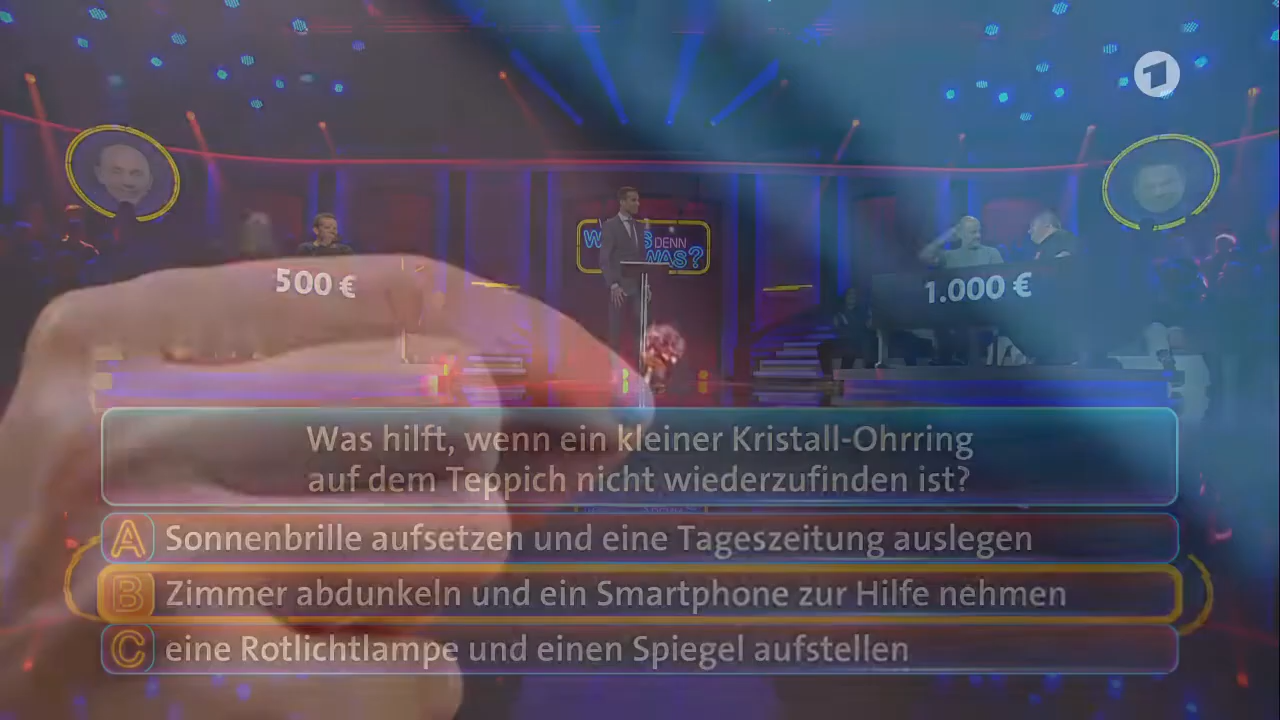 1
W S DENN
WAS?
500 €
1.000 €
Was hilft, wenn ein kleiner Kristall-Ohrring
auf dem Teppich nicht wiederzufinden ist?
A Sonnenbrille aufsetzen und eine Tageszeitung auslegen
B Zimmer abdunkeln und ein Smartphone zur Hilfe nehmen
C eine Rotlichtlampe und einen Spiegel aufstellen